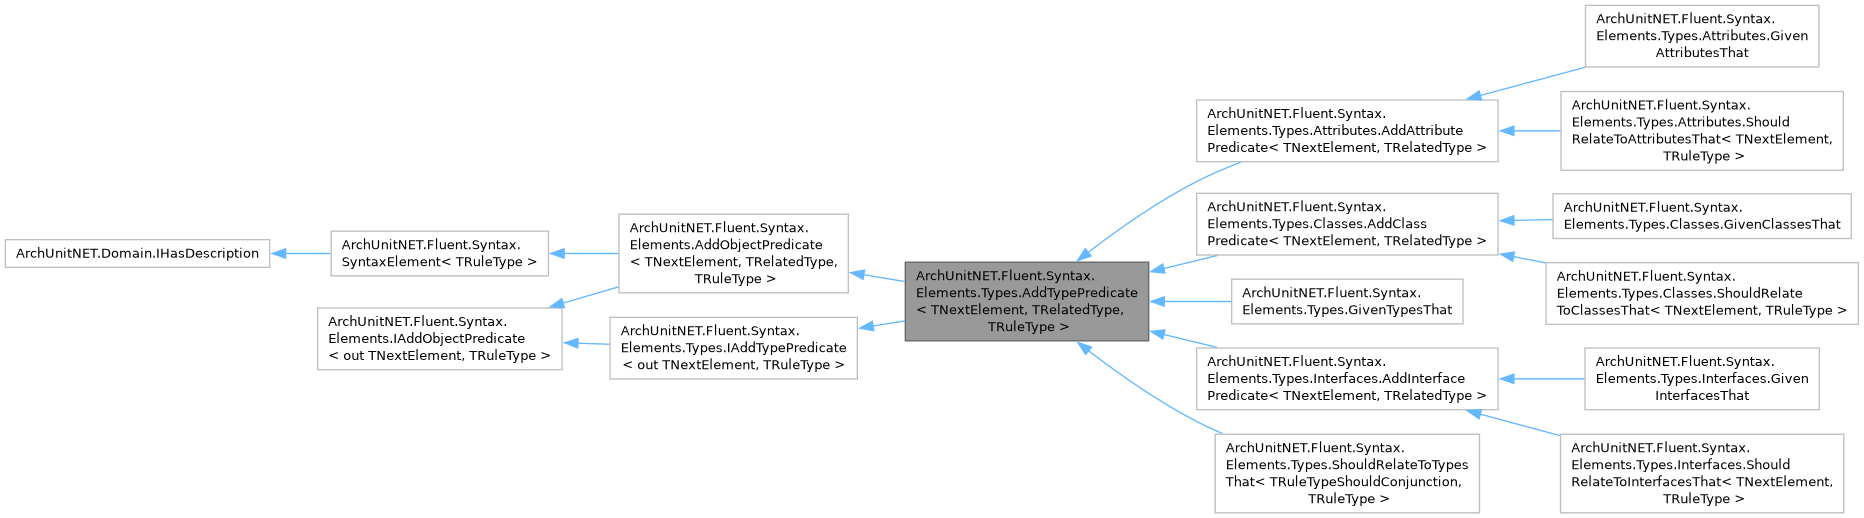 ArchUnitNET.Domain.IHasDescription
ArchUnitNET.Fluent.Syntax.
SyntaxElement< TRuleType >
ArchUnitNET.Fluent.Syntax.
Elements.IAddObjectPredicate
< out TNextElement, TRuleType >
ArchUnitNET.Fluent.Syntax.
Elements.AddObjectPredicate
< TNextElement, TRelatedType,
TRuleType >
ArchUnitNET.Fluent.Syntax.
Elements.Types.IAddTypePredicate
< out TNextElement, TRuleType >
ArchUnitNET.Fluent.Syntax.
Elements.Types.AddTypePredicate
< TNextElement, TRelatedType,
TRuleType >
ArchUnitNET.Fluent.Syntax.
Elements.Types.Attributes.AddAttribute
Predicate< TNextElement, TRelatedType >
ArchUnitNET.Fluent.Syntax.
Elements.Types.Classes.AddClass
Predicate< TNextElement, TRelatedType >
ArchUnitNET.Fluent.Syntax.
Elements.Types.GivenTypesThat
ArchUnitNET.Fluent.Syntax.
Elements.Types.Interfaces.AddInterface
Predicate< TNextElement, TRelatedType >
ArchUnitNET.Fluent.Syntax.
Elements.Types.ShouldRelateToTypes
That< TRuleTypeShouldConjunction,
TRuleType >
ArchUnitNET.Fluent.Syntax.
Elements.Types.Attributes.Given
AttributesThat
ArchUnitNET.Fluent.Syntax.
Elements.Types.Attributes.Should
RelateToAttributesThat< TNextElement,
TRuleType >
ArchUnitNET.Fluent.Syntax.
Elements.Types.Classes.GivenClassesThat
ArchUnitNET.Fluent.Syntax.
Elements.Types.Classes.ShouldRelate
ToClassesThat< TNextElement, TRuleType >
ArchUnitNET.Fluent.Syntax.
Elements.Types.Interfaces.Given
InterfacesThat
ArchUnitNET.Fluent.Syntax.
Elements.Types.Interfaces.Should
RelateToInterfacesThat< TNextElement,
TRuleType >